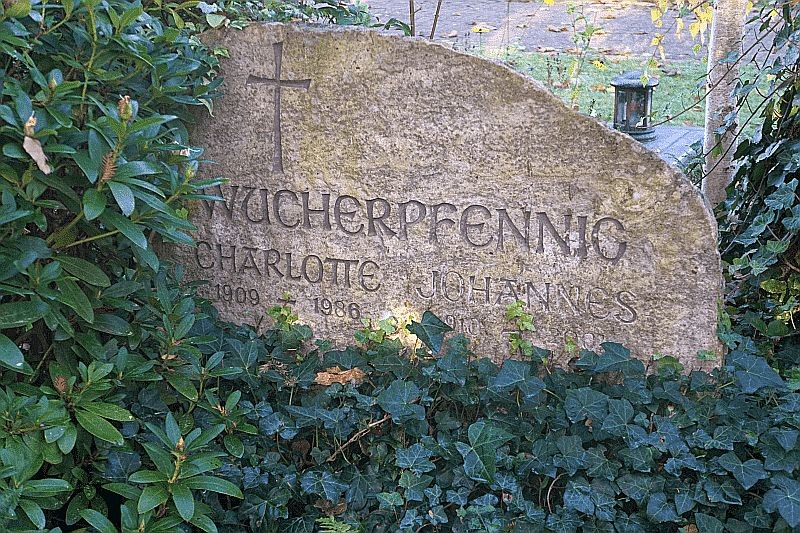 WUCHERPFENNIG
CHARLOTTE JOHANNES
1909 – 1986